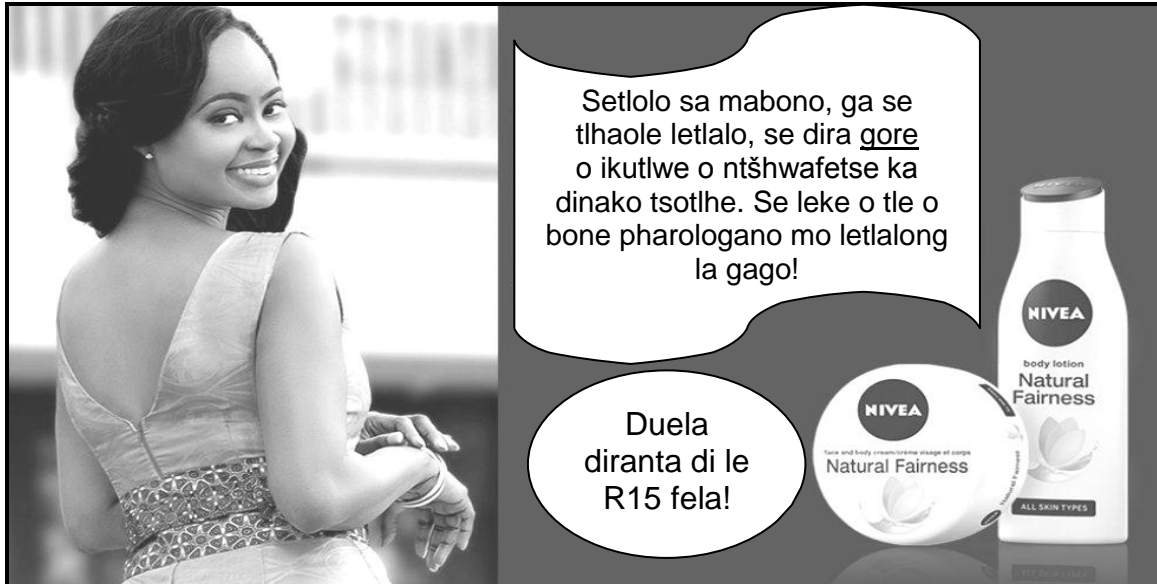 Setlolo sa mabono, ga se
tlhaole letlalo, se dira gore
o ikutlwe o ntšhwafetse ka
dinako tsotlhe. Se leke o tle o
bone pharologano mo letlalong
la gago!
Duela
diranta di le
R15 fela!
NIVEA
body lotion
Natural
Fairness
ALL SKIN TYPES
NIVEA
face and body cream/crème visage et corps
Natural Fairness
Natural Fairness